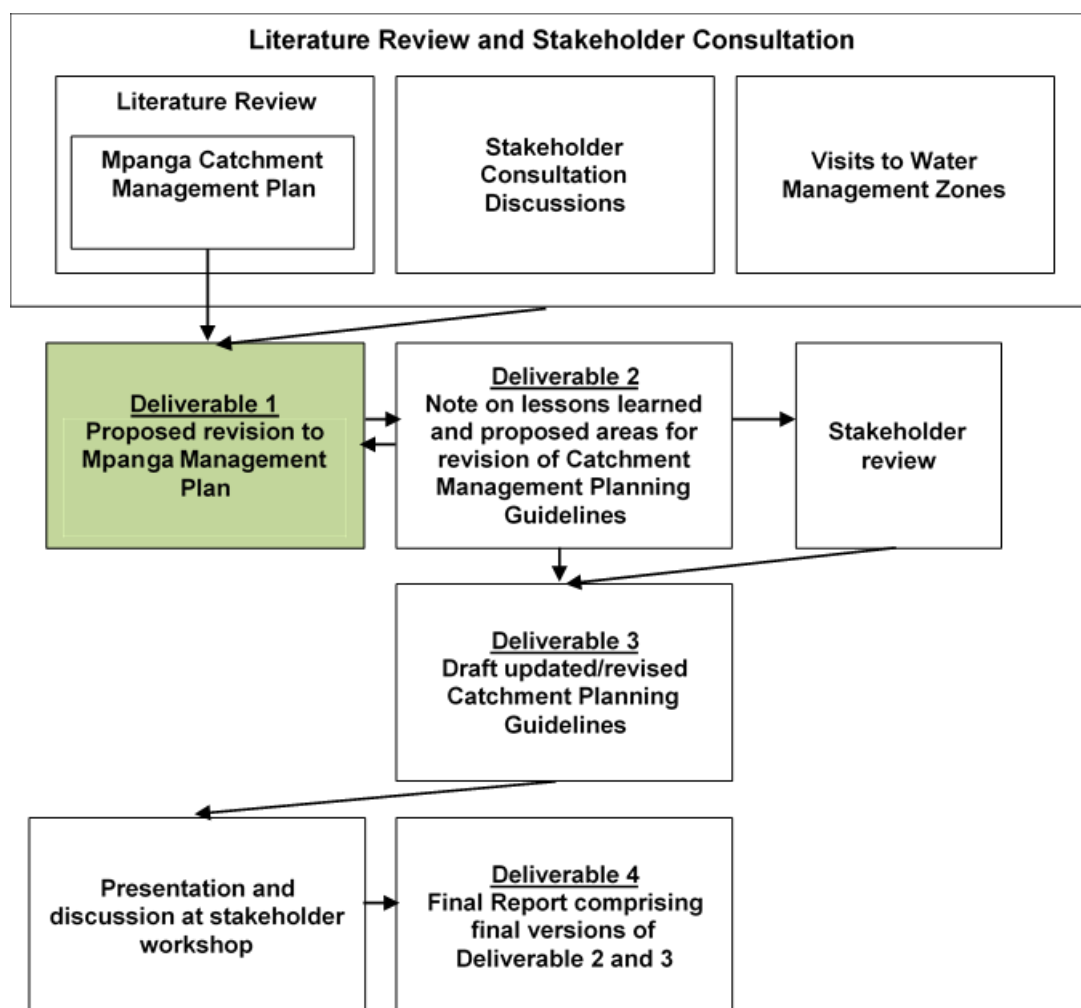 Literature Review and Stakeholder Consultation
Literature Review
Mpanga Catchment
Management Plan
Stakeholder
Consultation
Discussions
Visits to Water
Management Zones
Deliverable 1
Proposed revision to
Mpanga Management
Plan
Deliverable 2
Note on lessons learned
and proposed areas for
revision of Catchment
Management Planning
Guidelines
Stakeholder
review
Deliverable 3
Draft updated/revised
Catchment Planning
Guidelines
Presentation and
discussion at stakeholder
workshop
Deliverable 4
Final Report comprising
final versions of
Deliverable 2 and 3